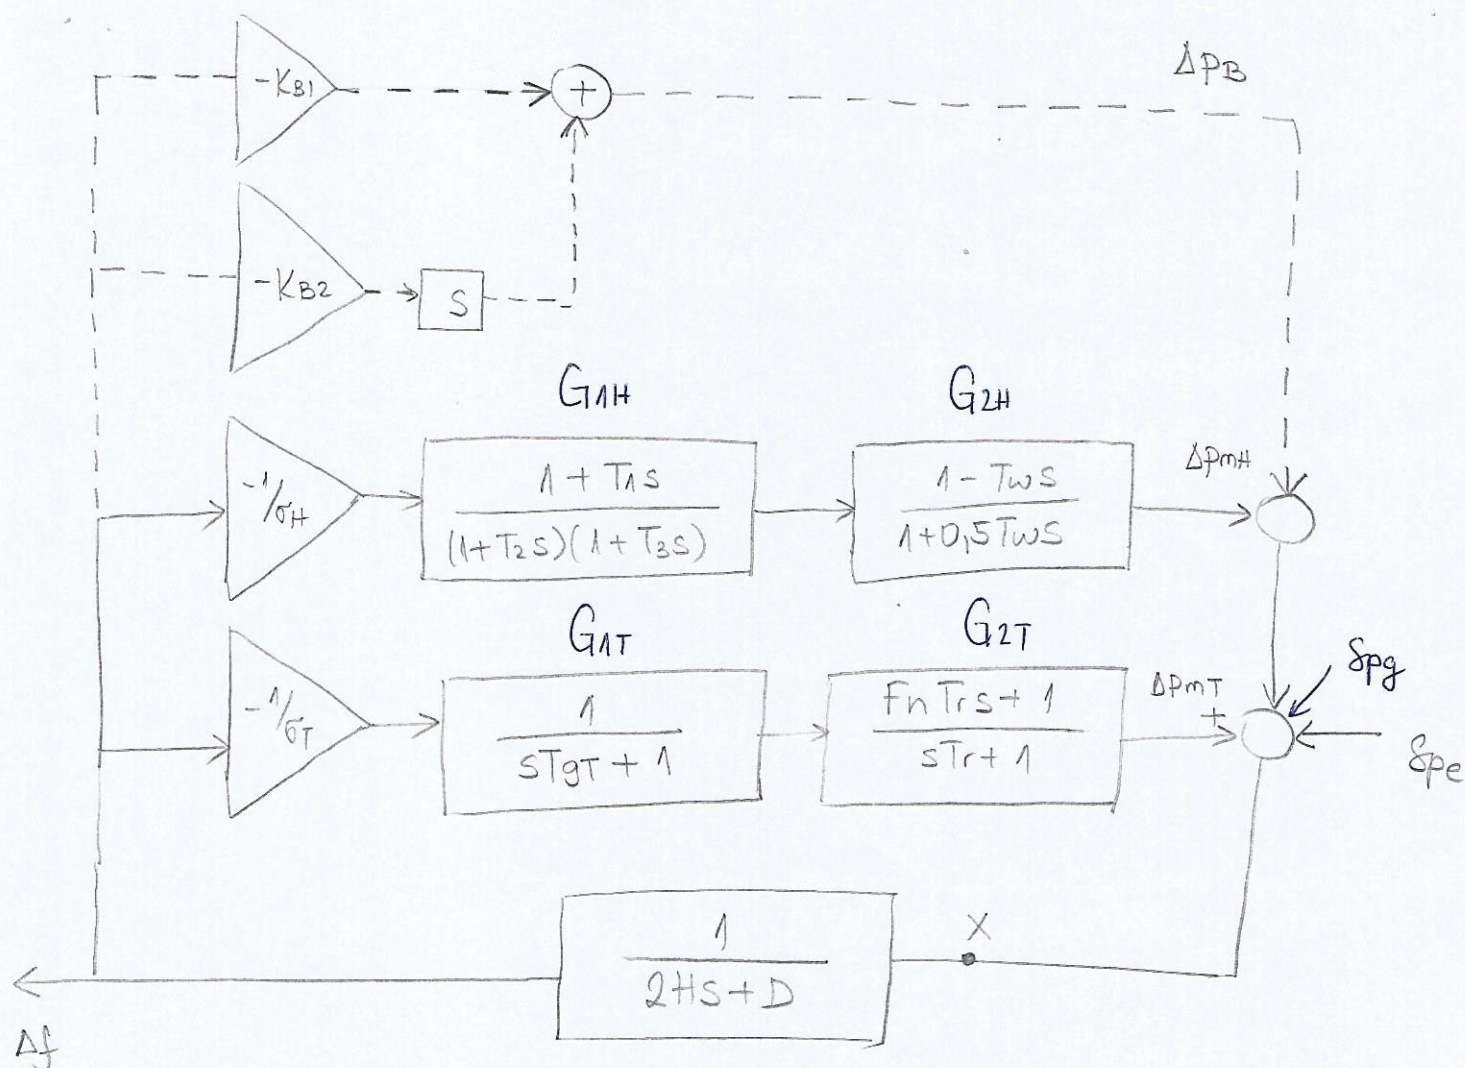 -KB1
+
ΔPB
-KB2
S
G1H
G2H
-1/σH
1 + T1s
(1+T2s)(1+T3s)
1 - Tws
1+0,5Tws
ΔPmH
G1T
G2T
-1/σT
1
sTgT + 1
FnTrs + 1
sTr + 1
ΔPmT
+
δpg
δpe
1
2Hs + D
X
Δf